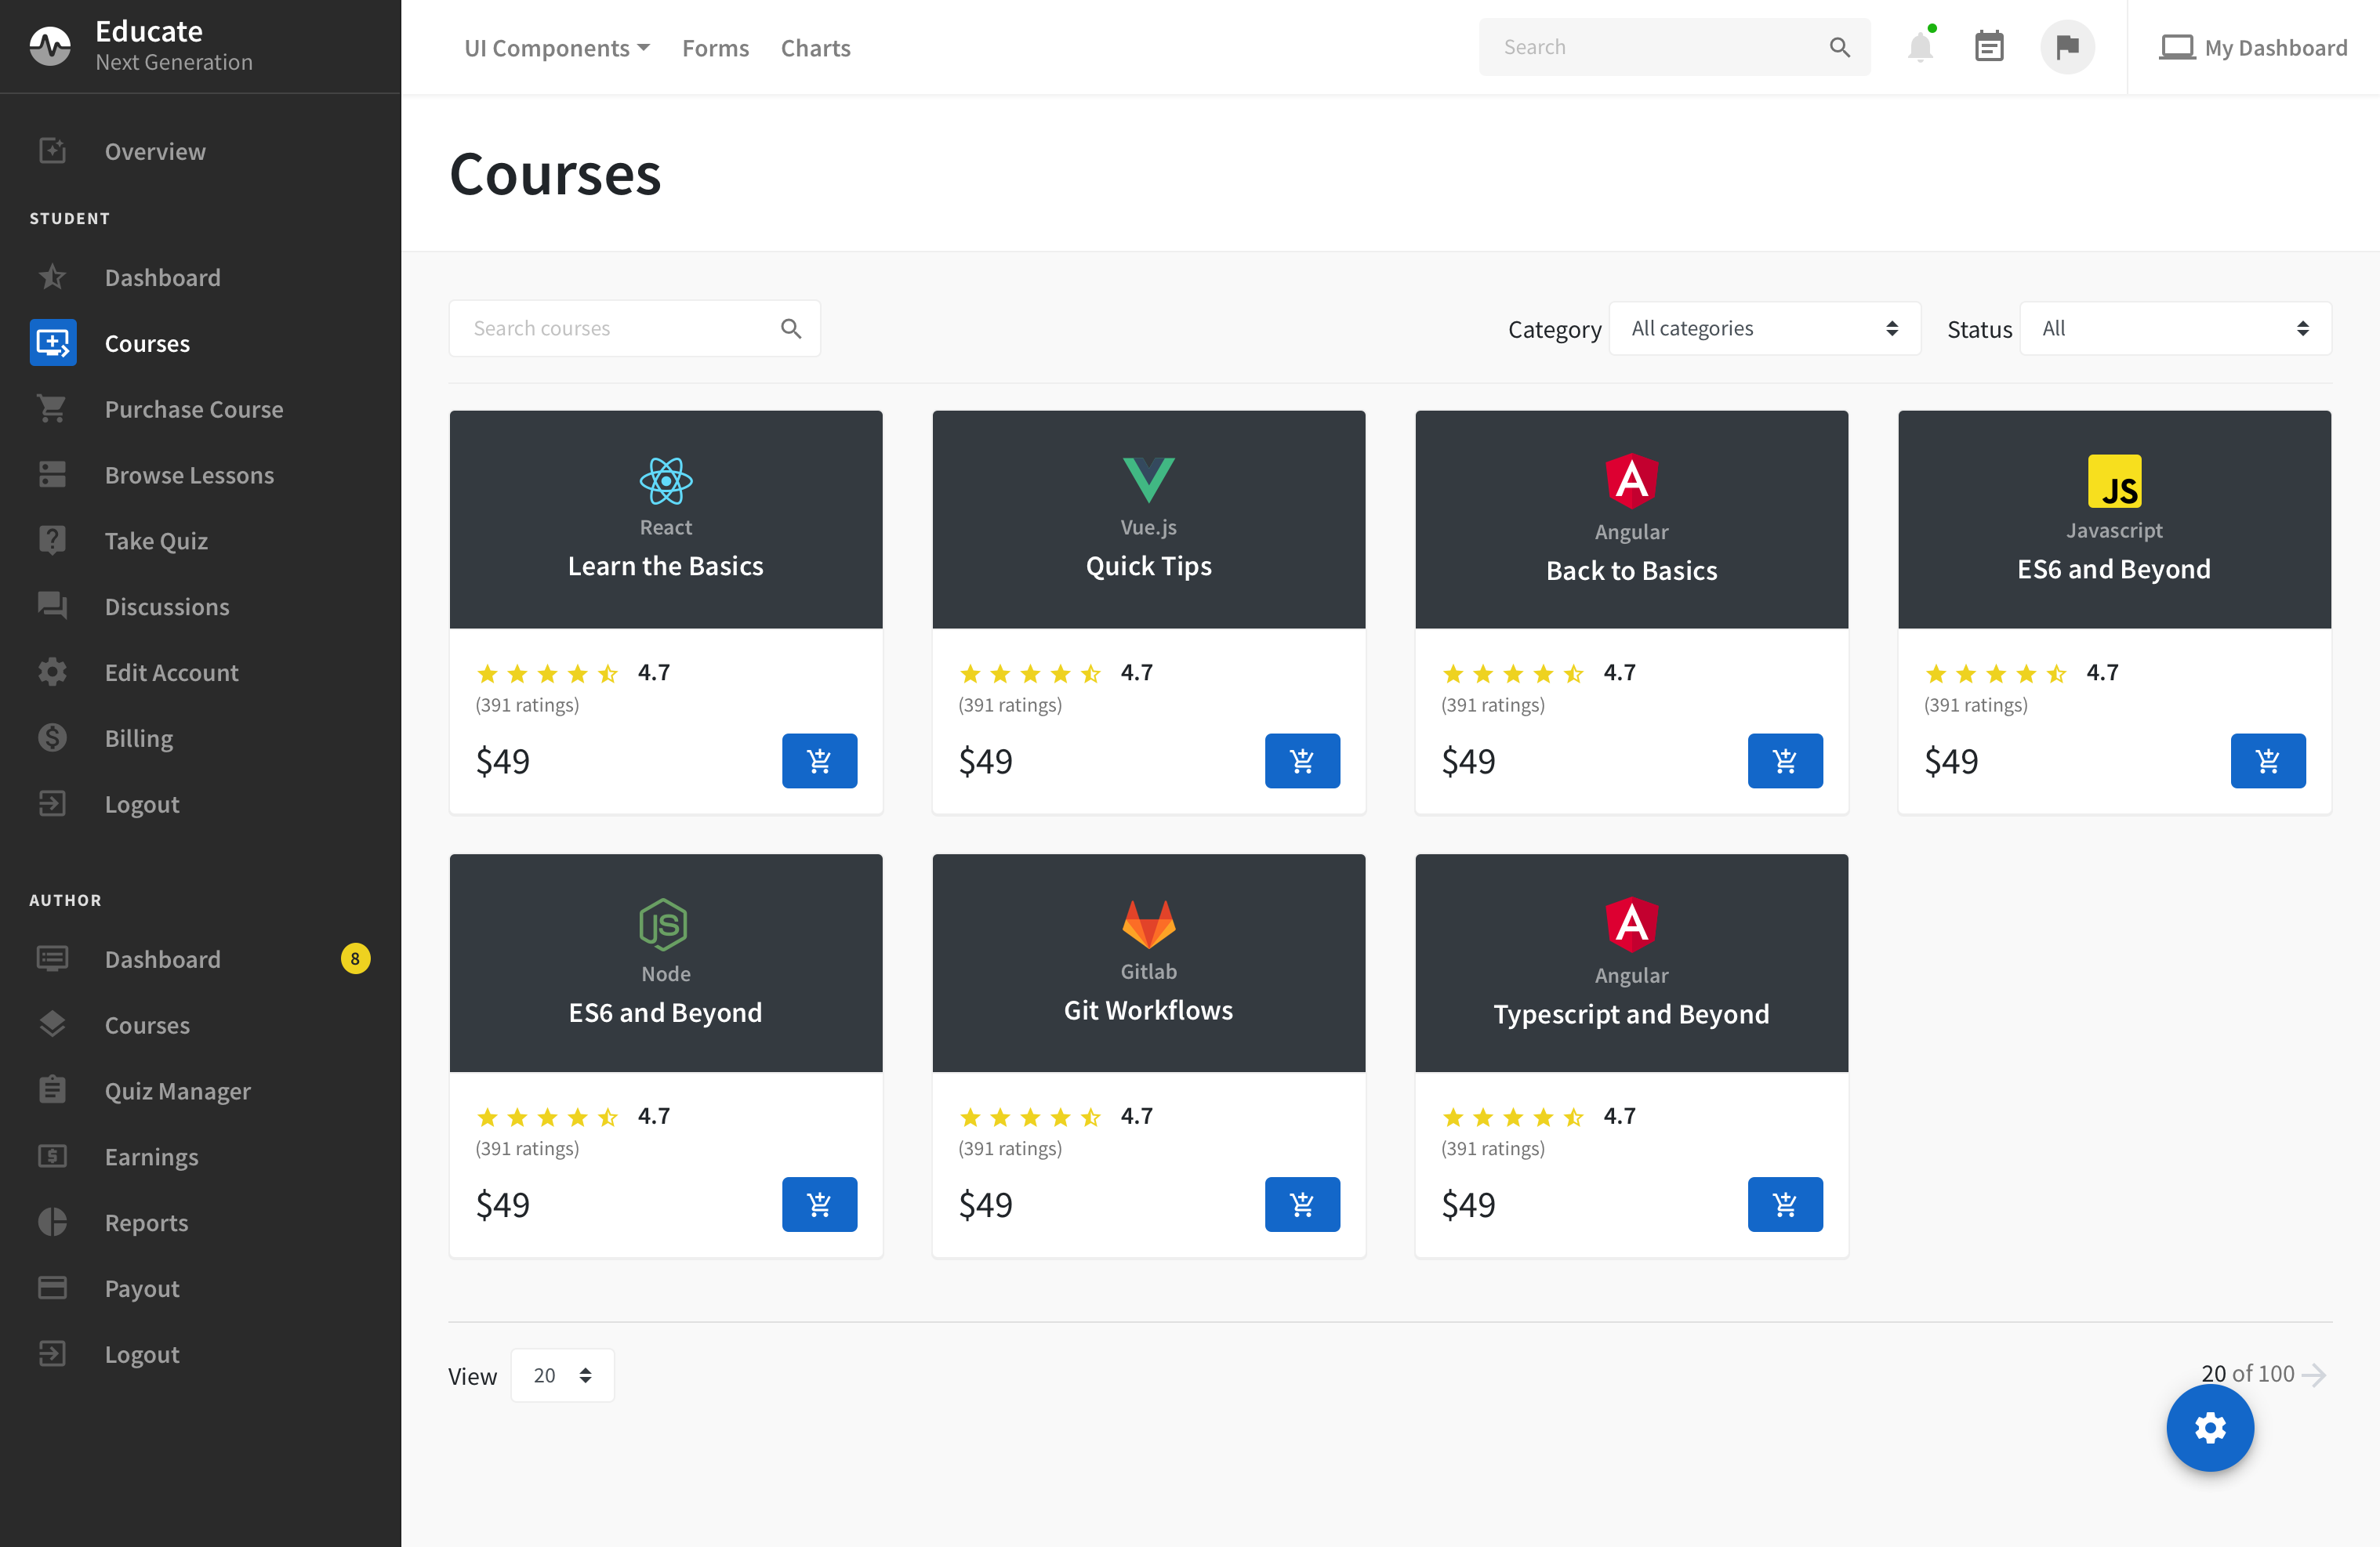 Educate
Next Generation
UI Components
Forms
Charts
Search
My Dashboard
Overview
STUDENT
Dashboard
Courses
Purchase Course
Browse Lessons
Take Quiz
Discussions
Edit Account
Billing
Logout
AUTHOR
Dashboard
8
Courses
Quiz Manager
Earnings
Reports
Payout
Logout
Courses
Search courses
Category
All categories
Status
All
React
Learn the Basics
4.7
(391 ratings)
$49
Vue.js
Quick Tips
4.7
(391 ratings)
$49
Angular
Back to Basics
4.7
(391 ratings)
$49
JS
Javascript
ES6 and Beyond
4.7
(391 ratings)
$49
JS
Node
ES6 and Beyond
4.7
(391 ratings)
$49
Gitlab
Git Workflows
4.7
(391 ratings)
$49
Angular
Typescript and Beyond
4.7
(391 ratings)
$49
View
20
20 of 100